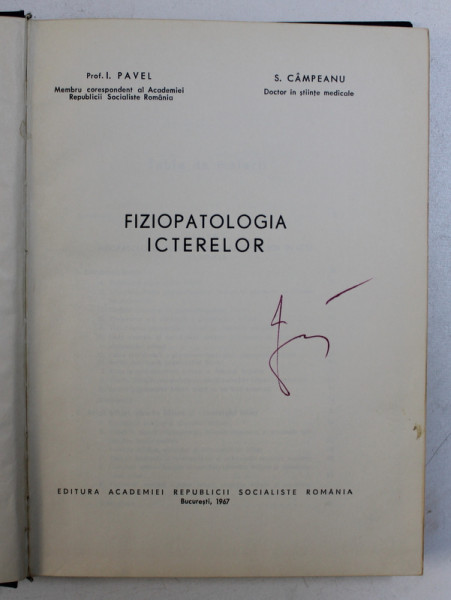 Prof. I. PAVEL
Membru corespondent al Academiei
Republicii Socialiste România
S. CÂMPEANU
Doctor în științe medicale
FIZIOPATOLOGIA
ICTERELOR
EDITURA ACADEMIEI REPUBLICII SOCIALISTE ROMÂNIA
București, 1967